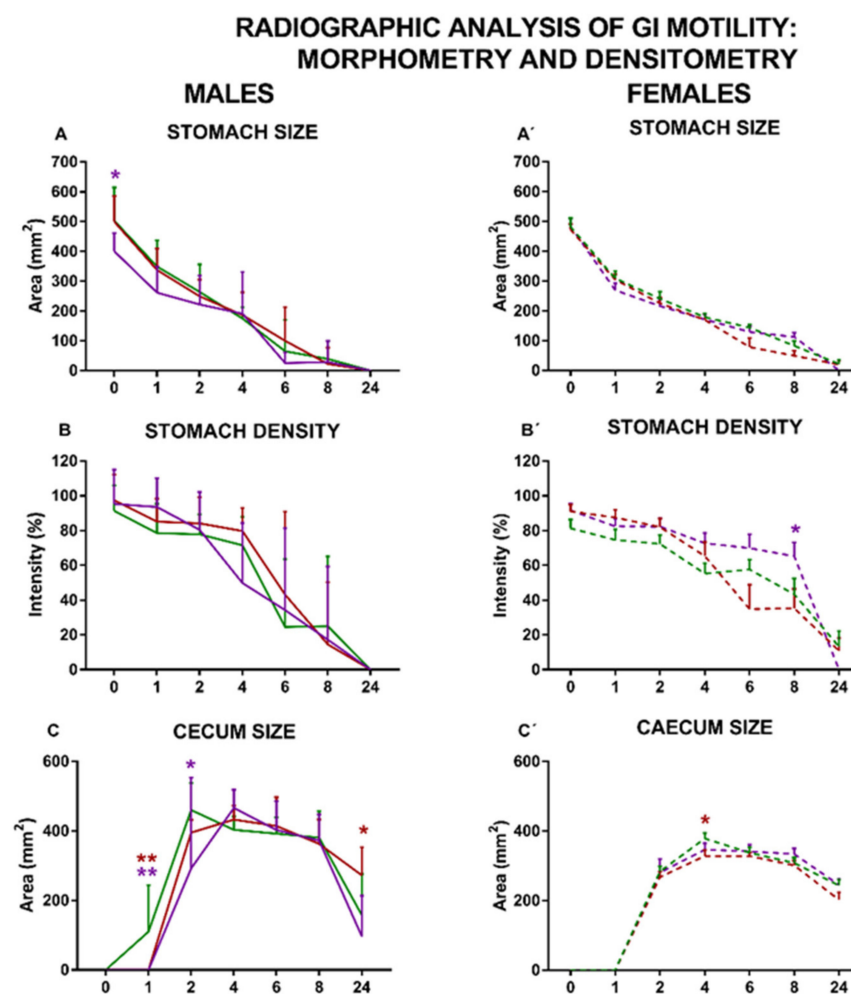 RADIOGRAPHIC ANALYSIS OF GI MOTILITY:
MORPHOMETRY AND DENSITOMETRY
MALES
FEMALES
A
STOMACH SIZE
700
600
500
400
300
200
100
0
Area (mm²)
*
0 1 2 4 6 8 24
A´
STOMACH SIZE
700
600
500
400
300
200
100
0
Area (mm²)
0 1 2 4 6 8 24
B
STOMACH DENSITY
120
100
80
60
40
20
0
Intensity (%)
0 1 2 4 6 8 24
B´
STOMACH DENSITY
120
100
80
60
40
20
0
Intensity (%)
*
0 1 2 4 6 8 24
C
CECUM SIZE
600
400
200
0
Area (mm²)
*
**
**
*
0 1 2 4 6 8 24
C´
CAECUM SIZE
600
400
200
0
Area (mm²)
*
0 1 2 4 6 8 24